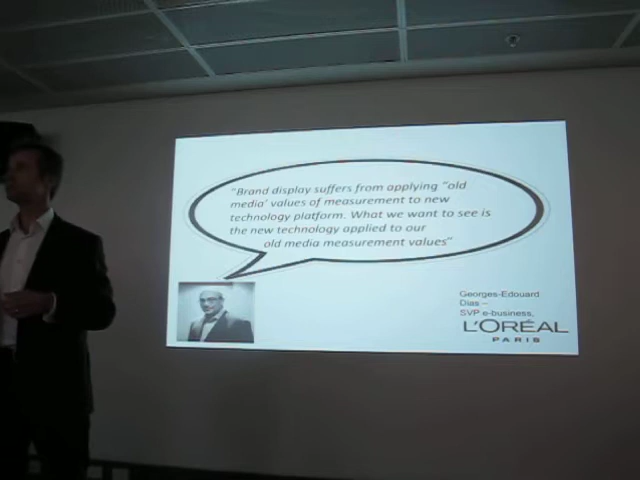 "Brand display suffers from applying "old
media' values of measurement to new
technology platform. What we want to see is
the new technology applied to our
old media measurement values"
Georges-Edouard
Dias –
SVP e-business,
L'ORÉAL
PARIS